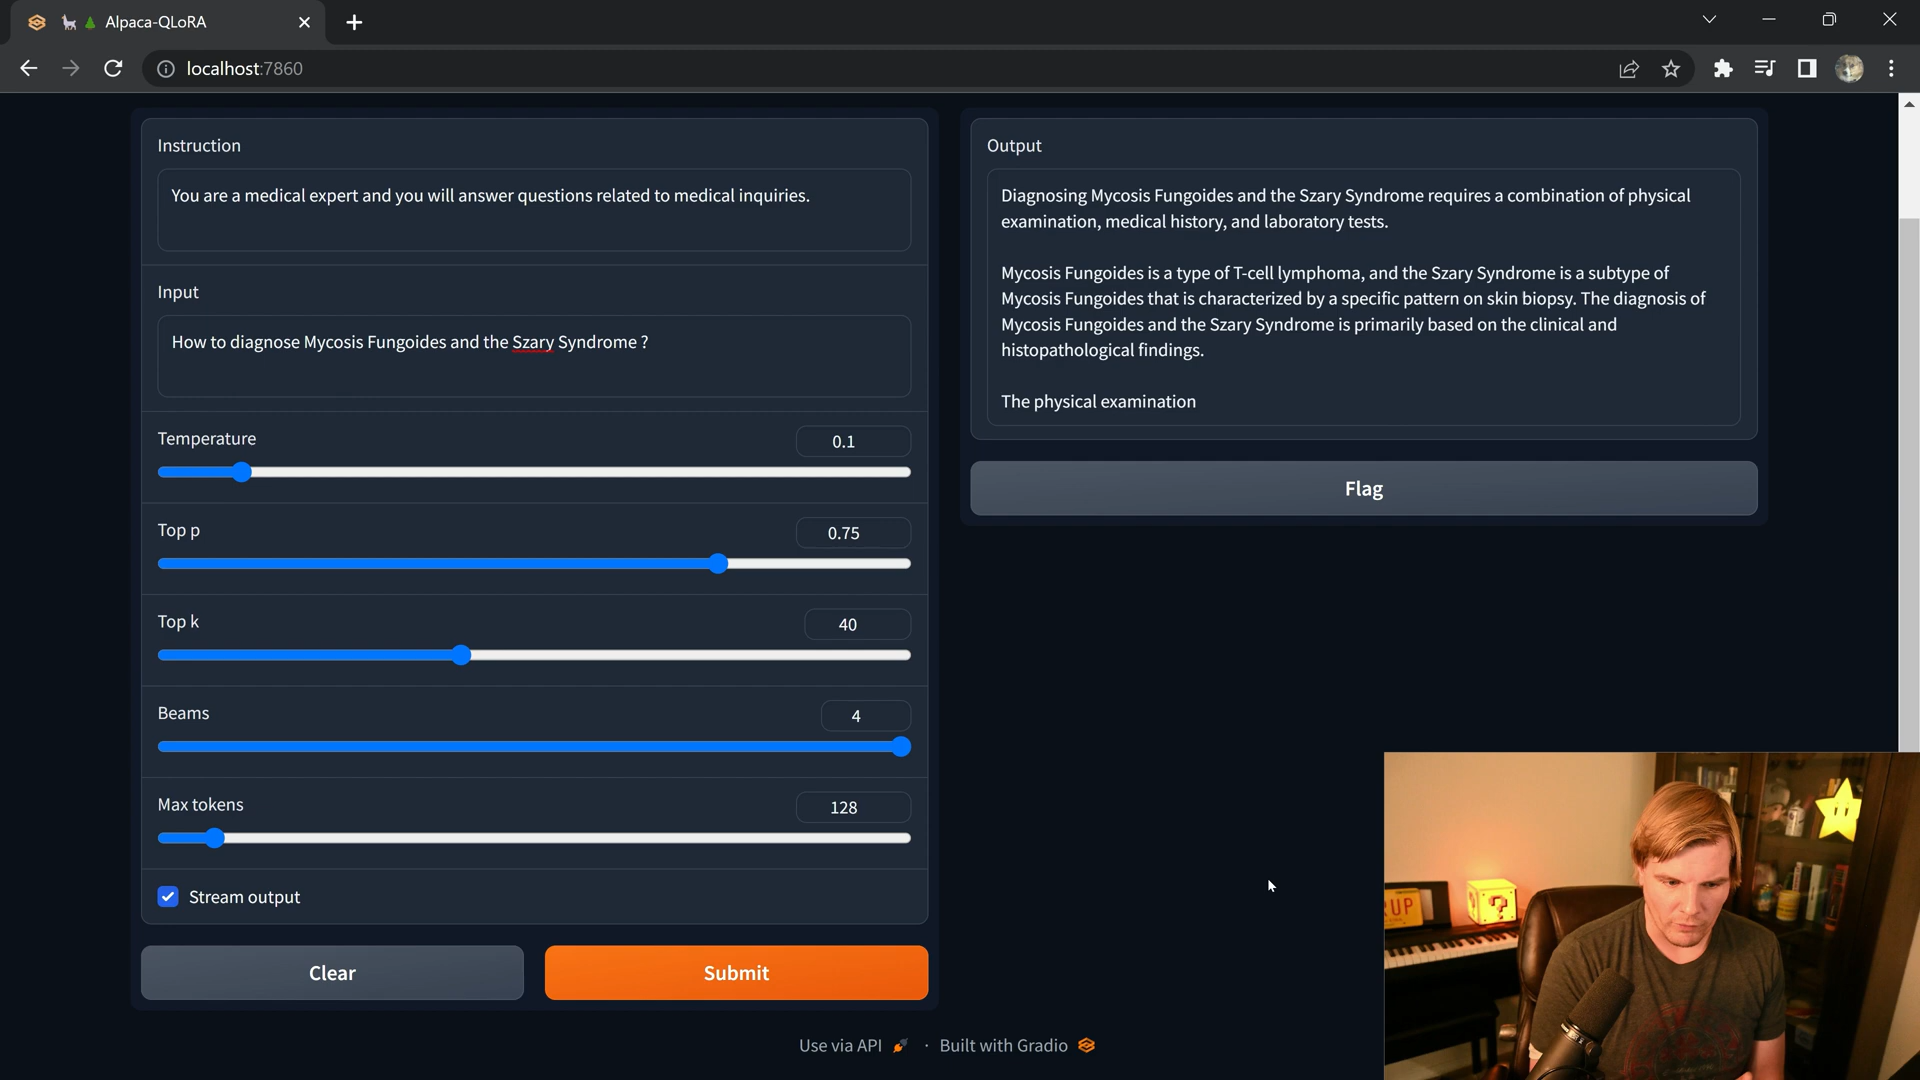 Alpaca-QLoRA
localhost:7860
Instruction
You are a medical expert and you will answer questions related to medical inquiries.
Input
How to diagnose Mycosis Fungoides and the Szary Syndrome ?
Temperature
0.1
Top p
0.75
Top k
40
Beams
4
Max tokens
128
Stream output
Clear
Submit
Output
Diagnosing Mycosis Fungoides and the Szary Syndrome requires a combination of physical
examination, medical history, and laboratory tests.
Mycosis Fungoides is a type of T-cell lymphoma, and the Szary Syndrome is a subtype of
Mycosis Fungoides that is characterized by a specific pattern on skin biopsy. The diagnosis of
Mycosis Fungoides and the Szary Syndrome is primarily based on the clinical and
histopathological findings.
The physical examination
Flag
Use via API · Built with Gradio
RUP
?